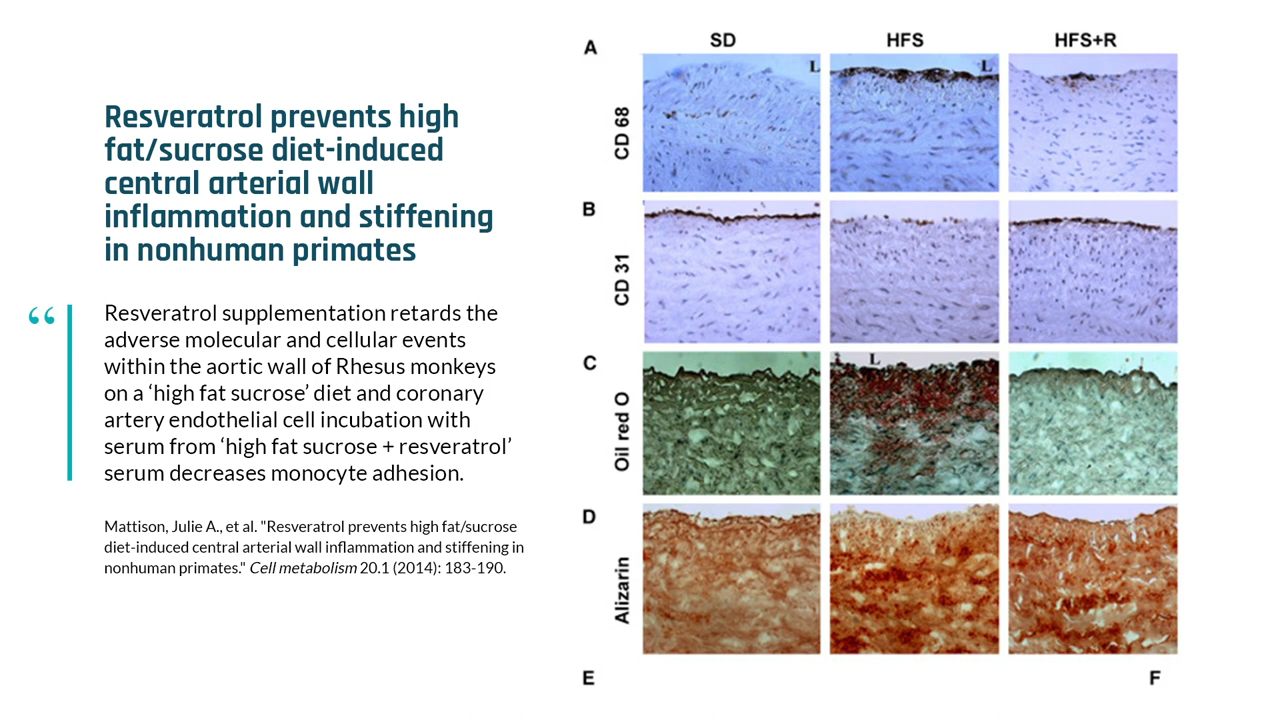 Resveratrol prevents high
fat/sucrose diet-induced
central arterial wall
inflammation and stiffening
in nonhuman primates
“
Resveratrol supplementation retards the
adverse molecular and cellular events
within the aortic wall of Rhesus monkeys
on a ‘high fat sucrose’ diet and coronary
artery endothelial cell incubation with
serum from ‘high fat sucrose + resveratrol’
serum decreases monocyte adhesion.
Mattison, Julie A., et al. "Resveratrol prevents high fat/sucrose
diet-induced central arterial wall inflammation and stiffening in
nonhuman primates." Cell metabolism 20.1 (2014): 183-190.
A
SD
HFS
HFS+R
CD 68
L
L
B
CD 31
C
Oil red O
L
D
Alizarin
E
F